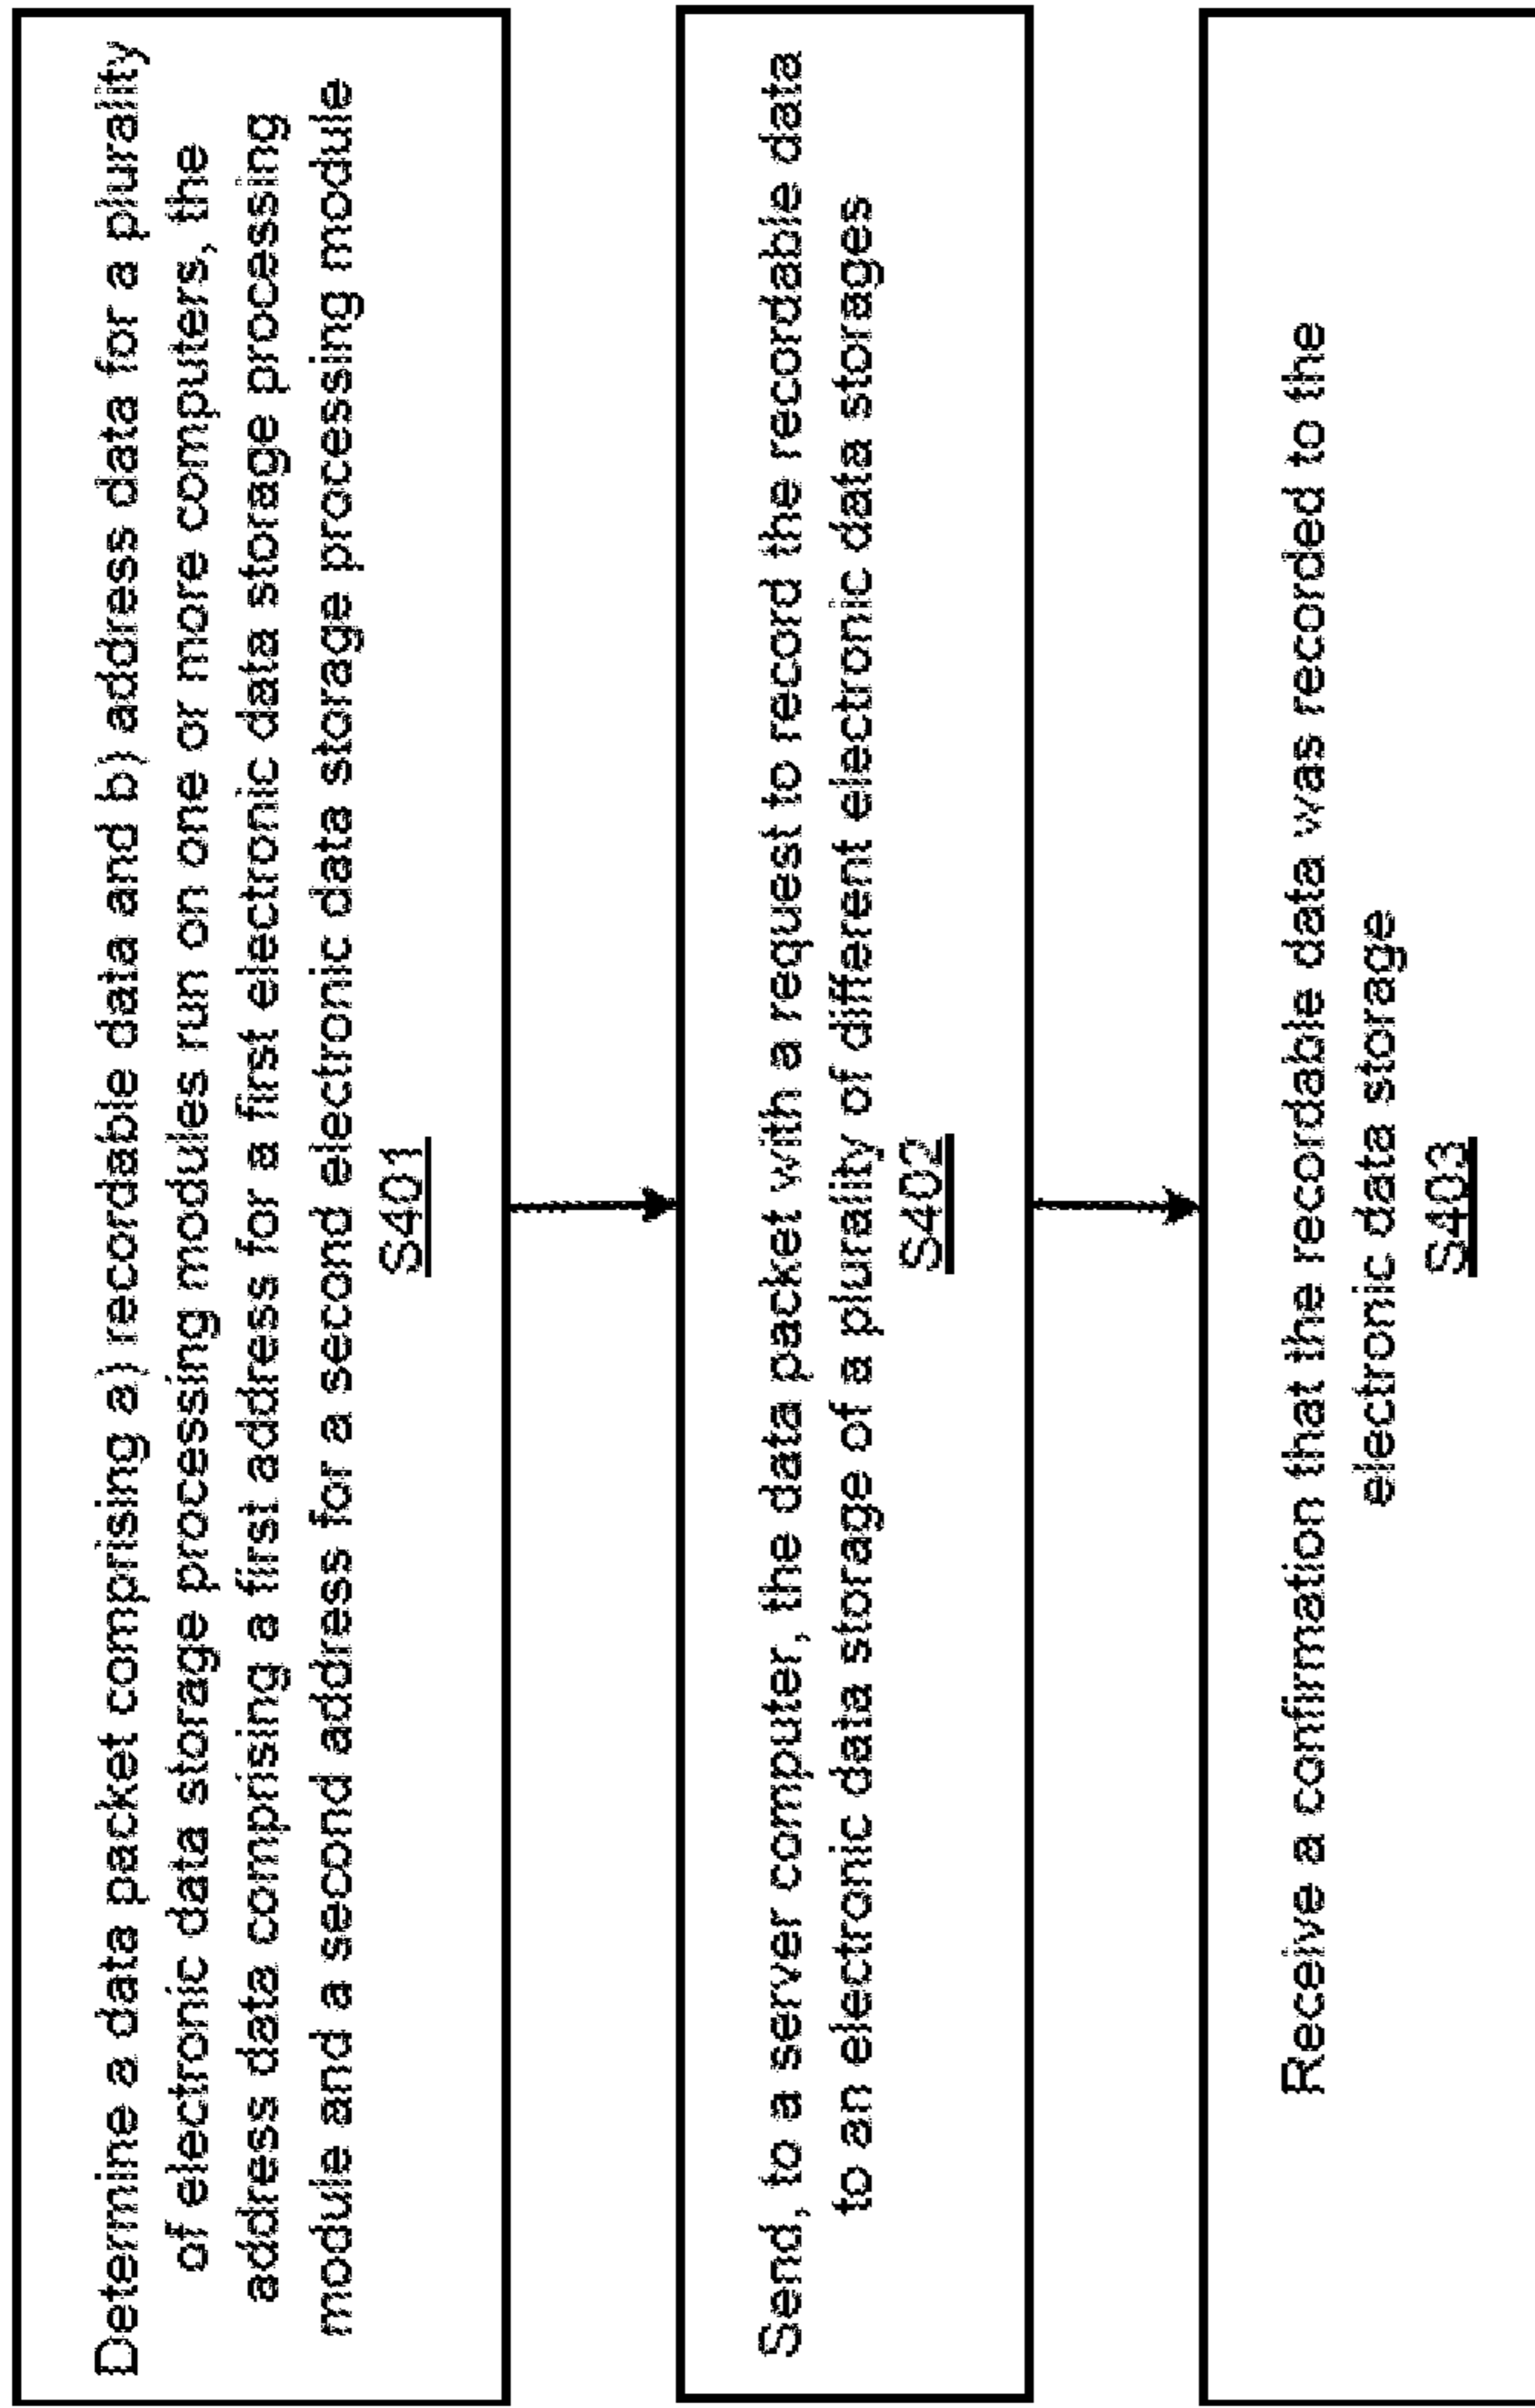 Determine a data packet comprising a) recordable data and b) address data for a plurality
of electronic data storage processing modules run on one or more computers, the
address data comprising a first address for a first electronic data storage processing
module and a second address for a second electronic data storage processing module
S401
Send, to a server computer, the data packet with a request to record the recordable data
to an electronic data storage of a plurality of different electronic data storages
S402
Receive a confirmation that the recordable data was recorded to the
electronic data storage
S403